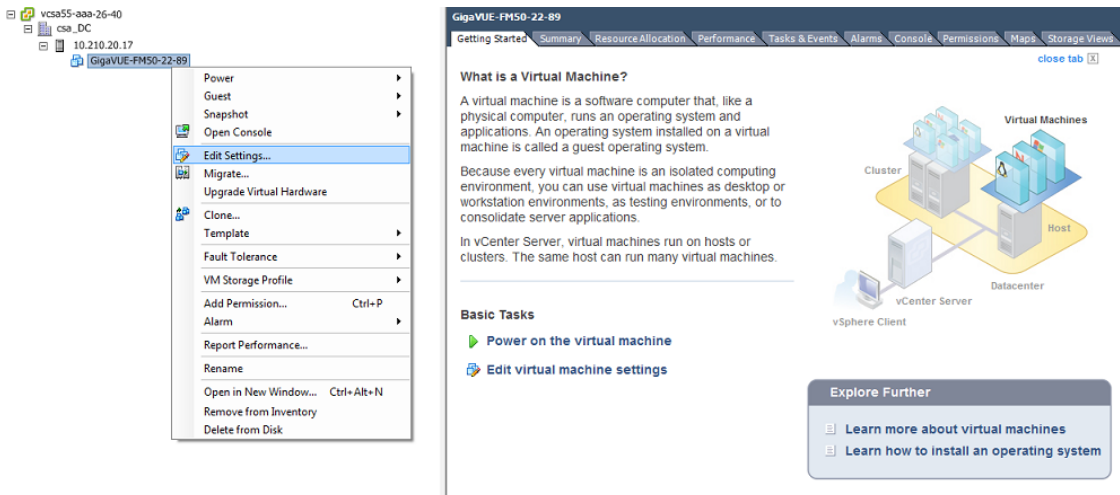 vcsa55-aaa-26-40
csa_DC
10.210.20.17
GigaVUE-FM50-22-89
Power
Guest
Snapshot
Open Console
Edit Settings...
Migrate...
Upgrade Virtual Hardware
Clone...
Template
Fault Tolerance
VM Storage Profile
Add Permission... Ctrl+P
Alarm
Report Performance...
Rename
Open in New Window... Ctrl+Alt+N
Remove from Inventory
Delete from Disk
GigaVUE-FM50-22-89
Getting Started Summary Resource Allocation Performance Tasks & Events Alarms Console Permissions Maps Storage Views
close tab X
What is a Virtual Machine?
A virtual machine is a software computer that, like a
physical computer, runs an operating system and
applications. An operating system installed on a virtual
machine is called a guest operating system.
Because every virtual machine is an isolated computing
environment, you can use virtual machines as desktop or
workstation environments, as testing environments, or to
consolidate server applications.
In vCenter Server, virtual machines run on hosts or
clusters. The same host can run many virtual machines.
Virtual Machines
Cluster
Host
Datacenter
vCenter Server
vSphere Client
Basic Tasks
Power on the virtual machine
Edit virtual machine settings
Explore Further
Learn more about virtual machines
Learn how to install an operating system